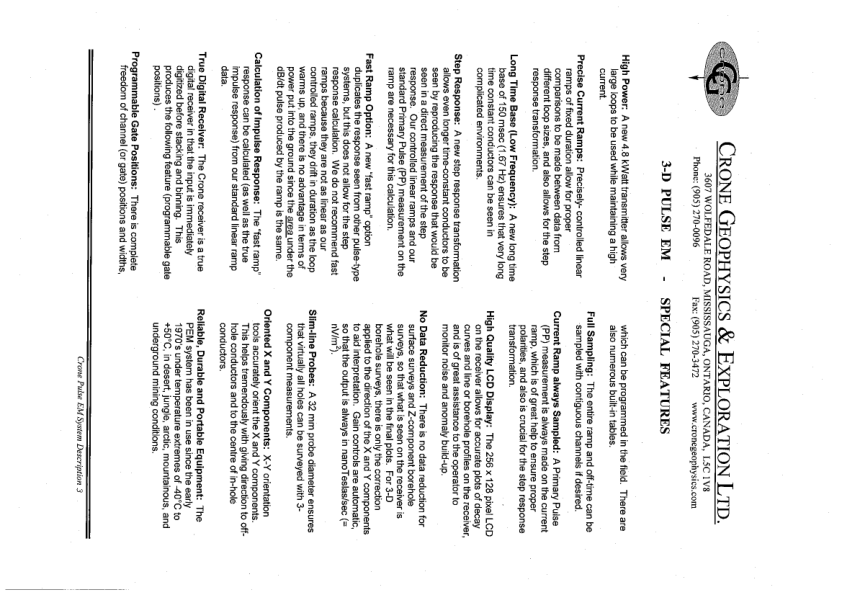 CRONE GEOPHYSICS & EXPLORATION LTD.
3607 WOLFEDALE ROAD, MISSISSAUGA, ONTARIO, CANADA, L5C 1V8
Phone: (905) 270-0096 Fax: (905) 270-3472 www.cronegeophysics.com
3-D PULSE EM - SPECIAL FEATURES
High Power: A new 4.8 kWatt transmitter allows very
large loops to be used while maintaining a high
current.
Precise Current Ramps: Precisely- controlled linear
ramps of fixed duration allow for proper
comparisons to be made between data from
different loop sizes, and also allows for the step
response transformation.
Long Time Base (Low Frequency): A new long time
base of 150 msec (1.67 Hz) ensures that very long
time constant conductors can be seen in
complicated environments.
Step Response: A new step response transformation
allows even longer time-constant conductors to be
seen by reproducing the response that would be
seen in a direct measurement of the step
response. Our controlled linear ramps and our
standard Primary Pulse (PP) measurement on the
ramp are necessary for this calculation.
Fast Ramp Option: A new "fast ramp" option
duplicates the response seen from other pulse-type
systems, but this does not allow for the step
response calculation. We do not recommend fast
ramps because they are not as linear as our
controlled ramps, they drift in duration as the loop
warms up, and there is no advantage in terms of
power put into the ground since the area under the
dB/dt pulse produced by the ramp is the same.
Calculation of Impulse Response: The "fast ramp"
response can be calculated (as well as the true
impulse response) from our standard linear ramp
data.
True Digital Receiver: The Crone receiver is a true
digital receiver in that the input is immediately
digitized before stacking and binning. This
produces the following feature (programmable gate
positions).
Programmable Gate Positions: There is complete
freedom of channel (or gate) positions and widths,
which can be programmed in the field. There are
also numerous built-in tables.
Full Sampling: The entire ramp and off-time can be
sampled with contiguous channels if desired.
Current Ramp always Sampled: A Primary Pulse
(PP) measurement is always made on the current
ramp, which is of great help to ensure proper
polarities, and also is crucial for the step response
transformation.
High Quality LCD Display: The 256 x 128 pixel LCD
on the receiver allows for accurate plots of decay
curves and line or borehole profiles on the receiver,
and is of great assistance to the operator to
monitor noise and anomaly build-up.
No Data Reduction: There is no data reduction for
surface surveys and Z-component borehole
surveys, so that what is seen on the receiver is
what will be seen in the final plots. For 3-D
borehole surveys, there is only the correction
applied to the direction of the X and Y components
to aid interpretation. Gain controls are automatic,
so that the output is always in nanoTeslas/sec (=
nV/m²).
Slim-line Probes: A 32 mm probe diameter ensures
that virtually all holes can be surveyed with 3-
component measurements.
Oriented X and Y Components: X-Y orientation
tools accurately orient the X and Y components.
This helps tremendously with giving direction to off-
hole conductors and to the centre of in-hole
conductors.
Reliable, Durable and Portable Equipment: The
PEM system has been in use since the early
1970's under temperature extremes of -40°C to
+50°C, in desert, jungle, arctic, mountainous, and
underground mining conditions.
Crone Pulse EM System Description 3